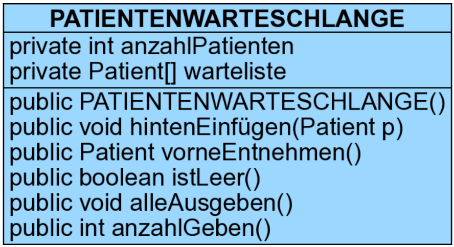 PATIENTENWARTESCHLANGE
private int anzahlPatienten
private Patient[] warteliste
public PATIENTENWARTESCHLANGE()
public void hintenEinfügen(Patient p)
public Patient vorneEntnehmen()
public boolean istLeer()
public void alleAusgeben()
public int anzahlGeben()